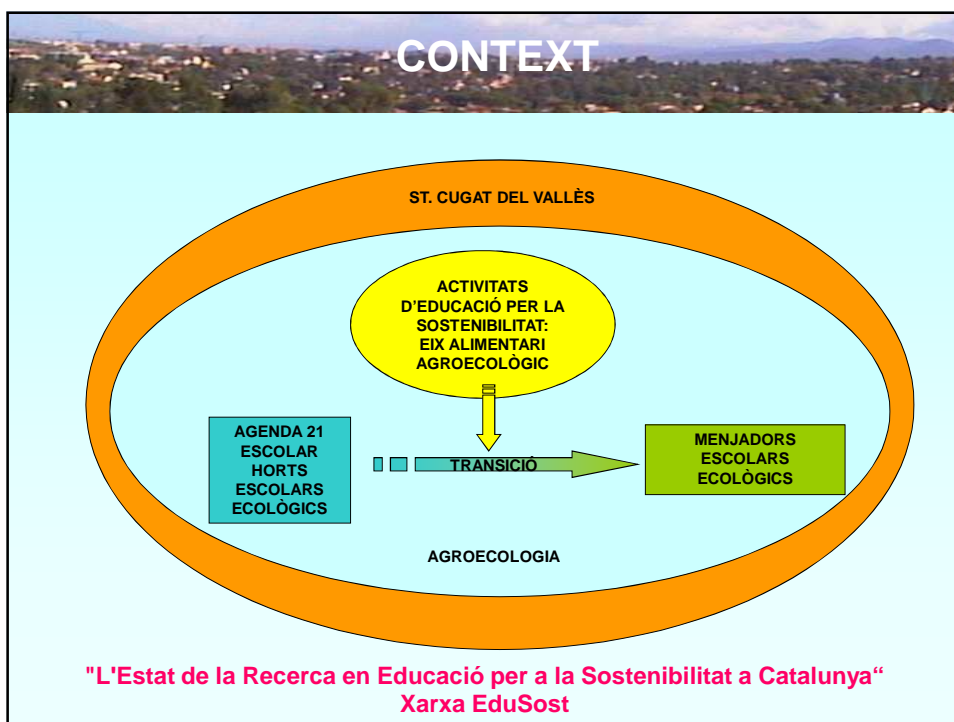 CONTEXT
ST. CUGAT DEL VALLÈS
ACTIVITATS
D’EDUCACIÓ PER LA
SOSTENIBILITAT:
EIX ALIMENTARI
AGROECOLÒGIC
AGENDA 21
ESCOLAR
HORTS
ESCOLARS
ECOLÒGICS
TRANSICIÓ
MENJADORS
ESCOLARS
ECOLÒGICS
AGROECOLOGIA
"L'Estat de la Recerca en Educació per a la Sostenibilitat a Catalunya“
Xarxa EduSost